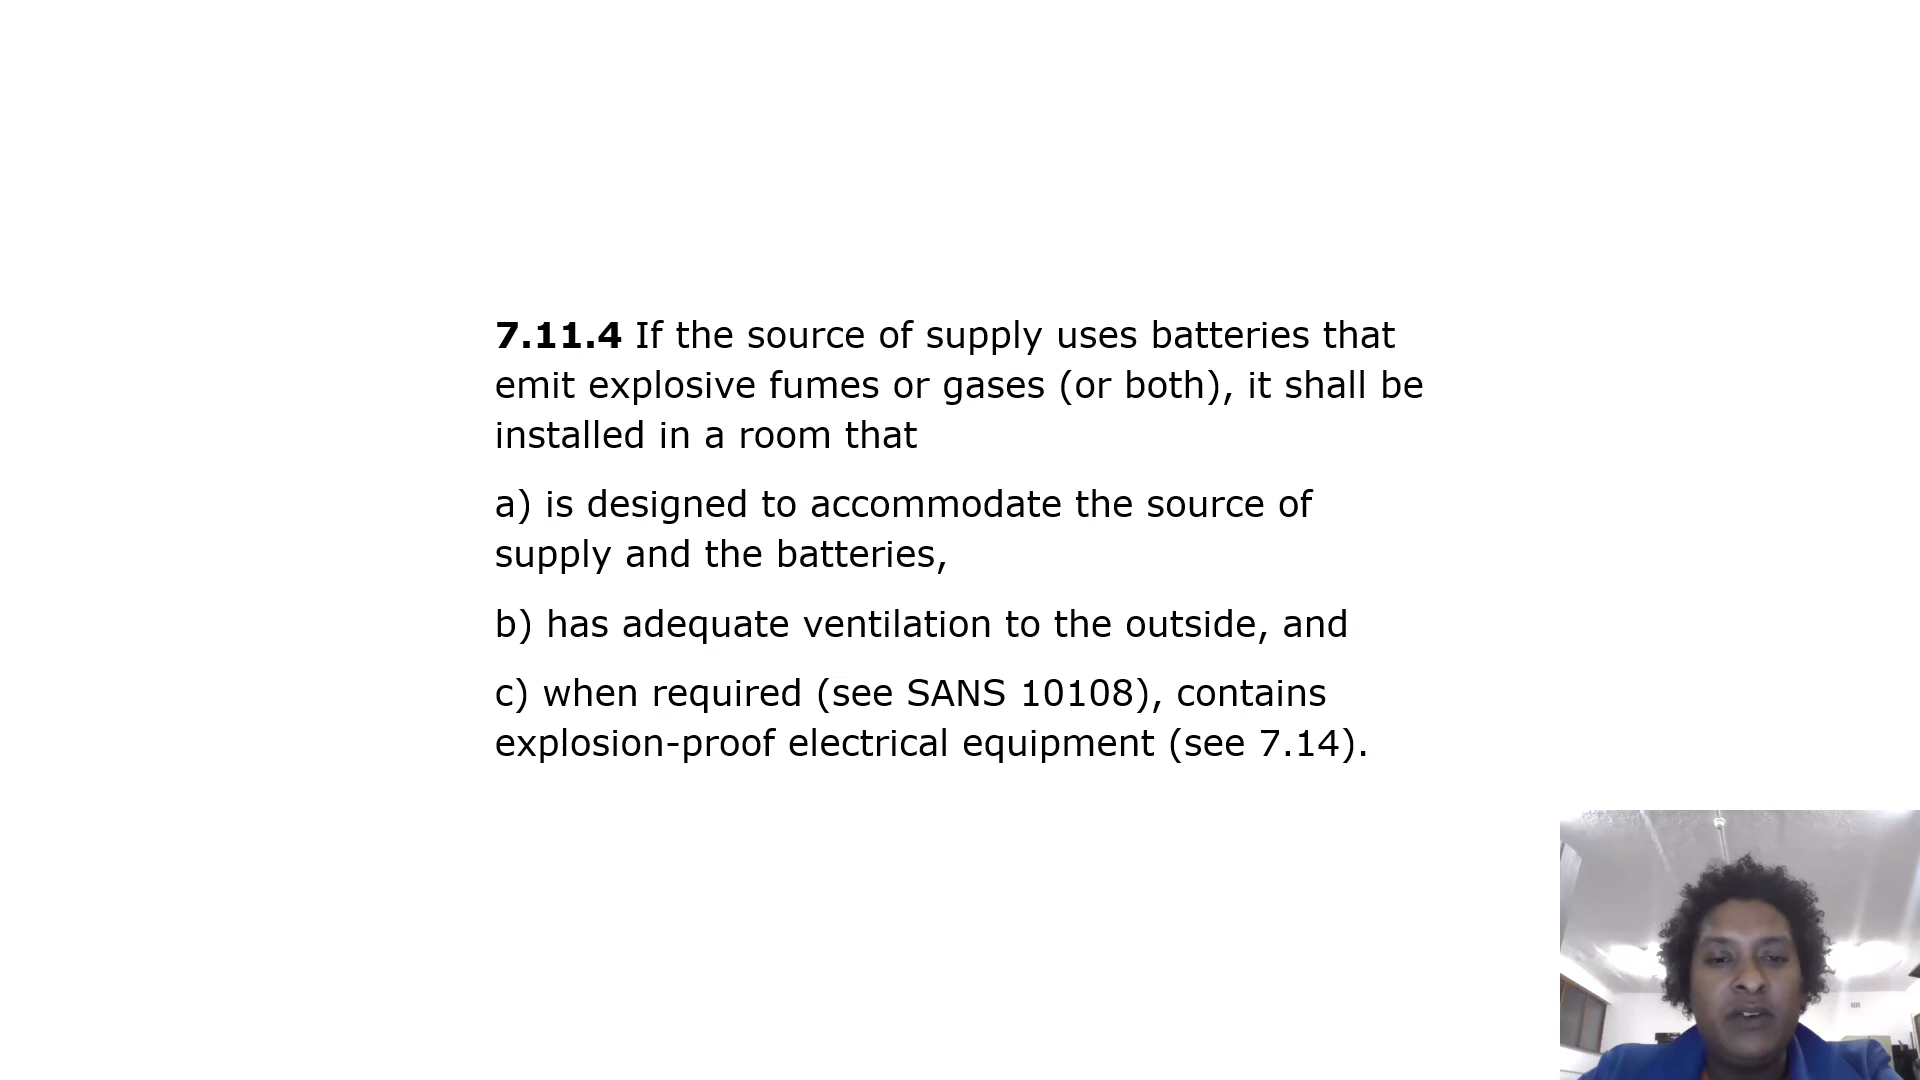 7.11.4 If the source of supply uses batteries that
emit explosive fumes or gases (or both), it shall be
installed in a room that
a) is designed to accommodate the source of
supply and the batteries,
b) has adequate ventilation to the outside, and
c) when required (see SANS 10108), contains
explosion-proof electrical equipment (see 7.14).